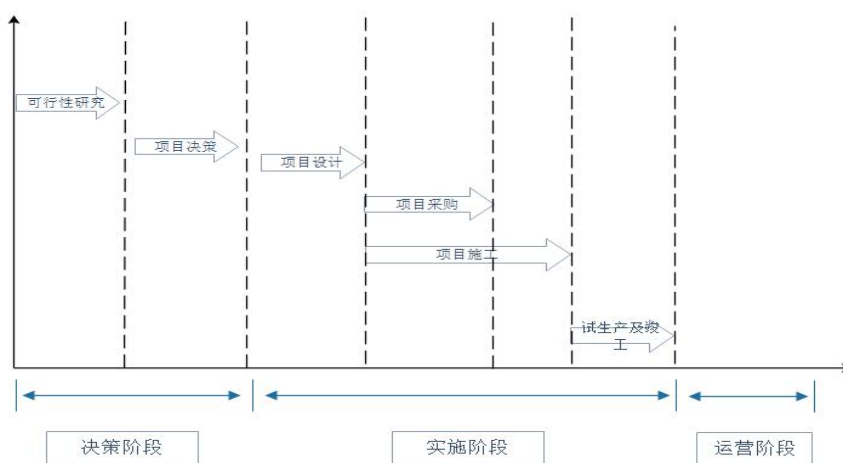 可行性研究
项目决策
项目设计
项目采购
项目施工
试生产及竣
工
决策阶段
实施阶段
运营阶段